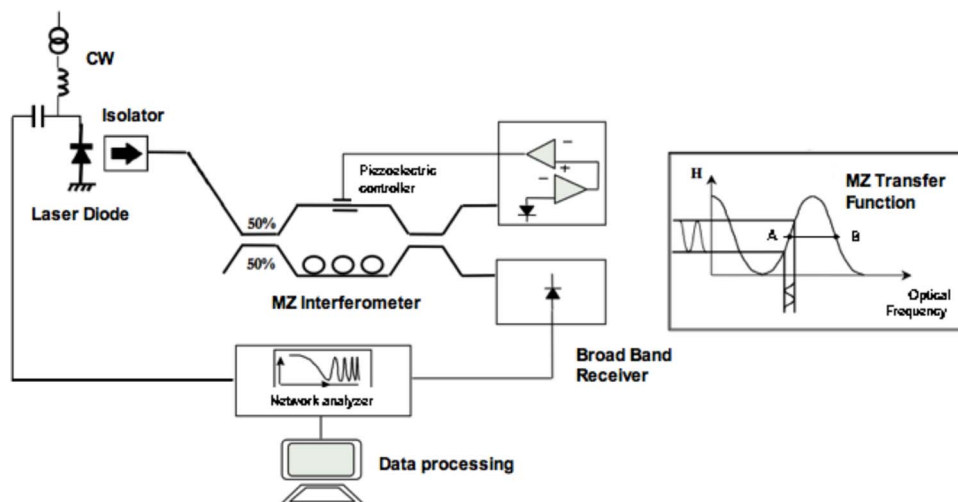 CW
Isolator
Laser Diode
Piezoelectric
controller
50%
50%
MZ Interferometer
−
+
−
H
MZ Transfer
Function
A
B
Optical
Frequency
Broad Band
Receiver
Network analyzer
Data processing